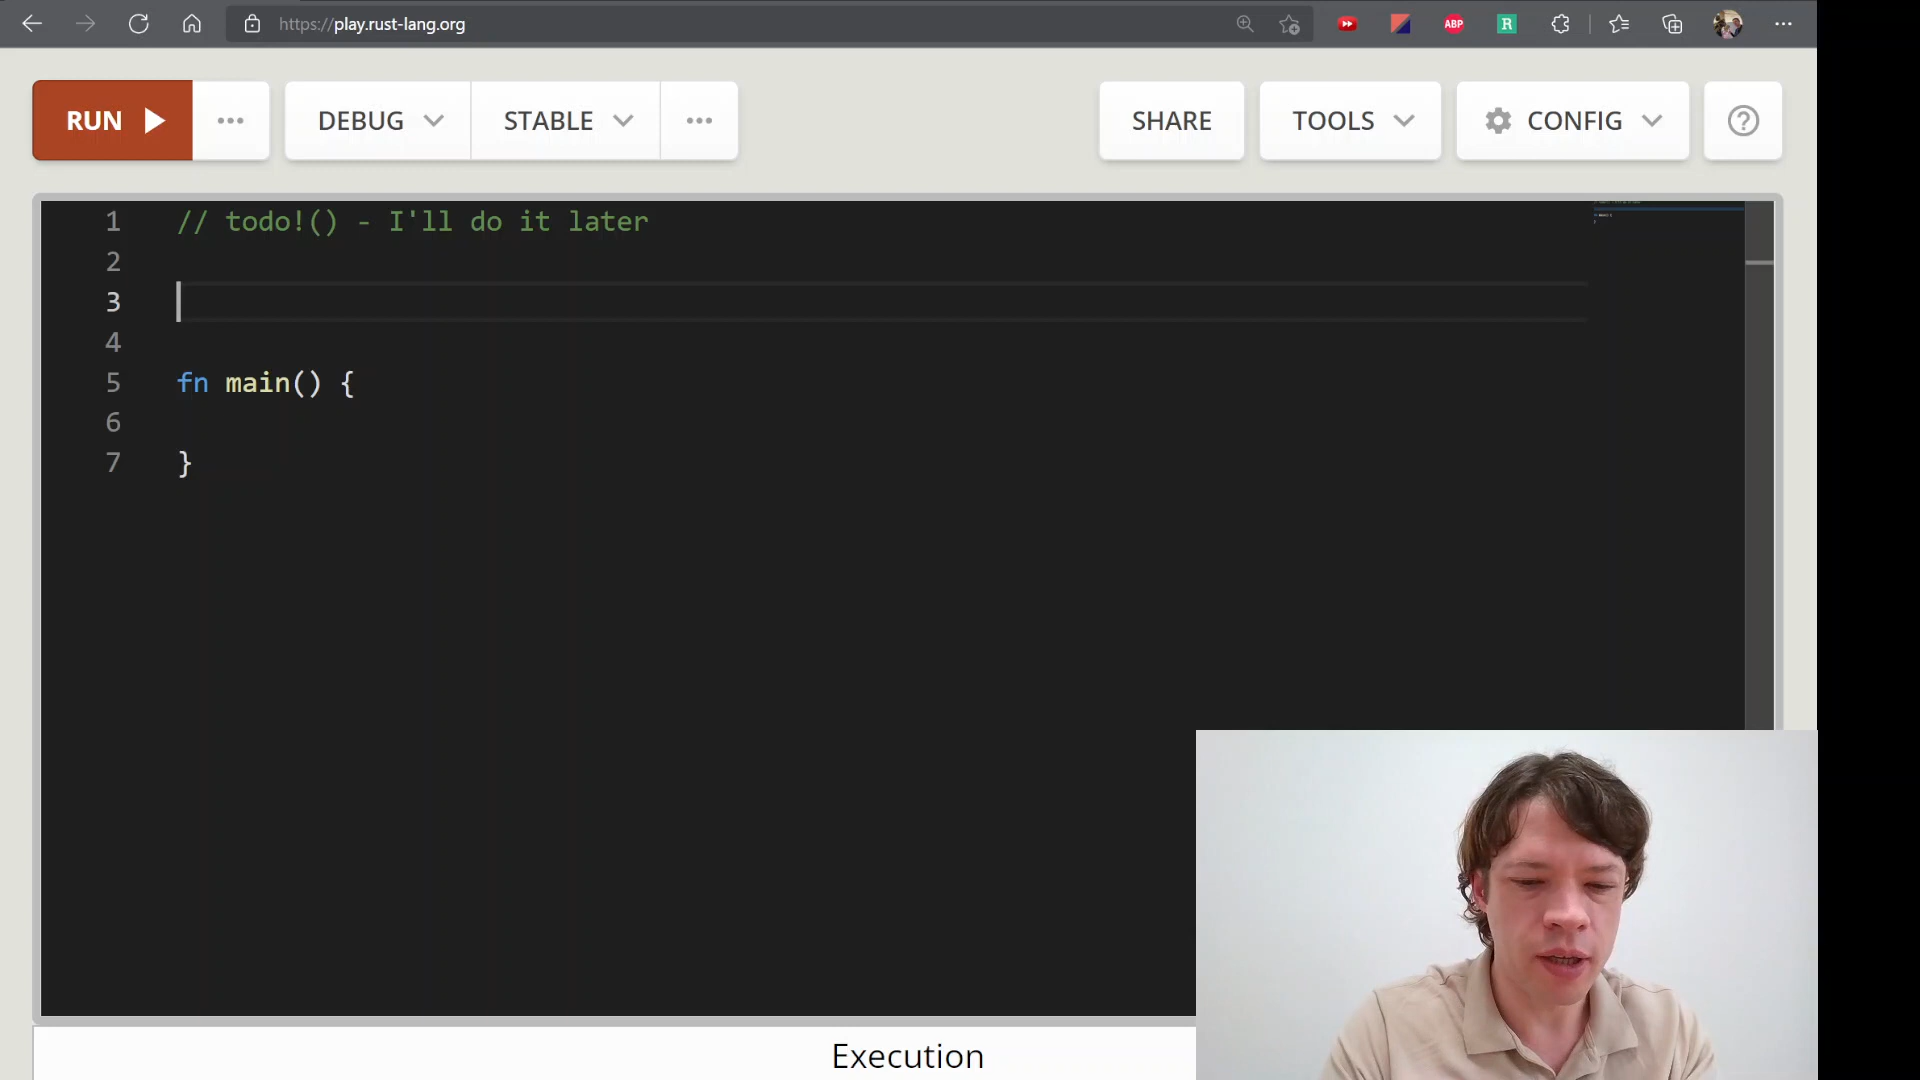 https://play.rust-lang.org
ABP
R
RUN
DEBUG
STABLE
SHARE
TOOLS
CONFIG
1 // todo!() - I'll do it later
2
3
4
5 fn main() {
6
7 }
Execution